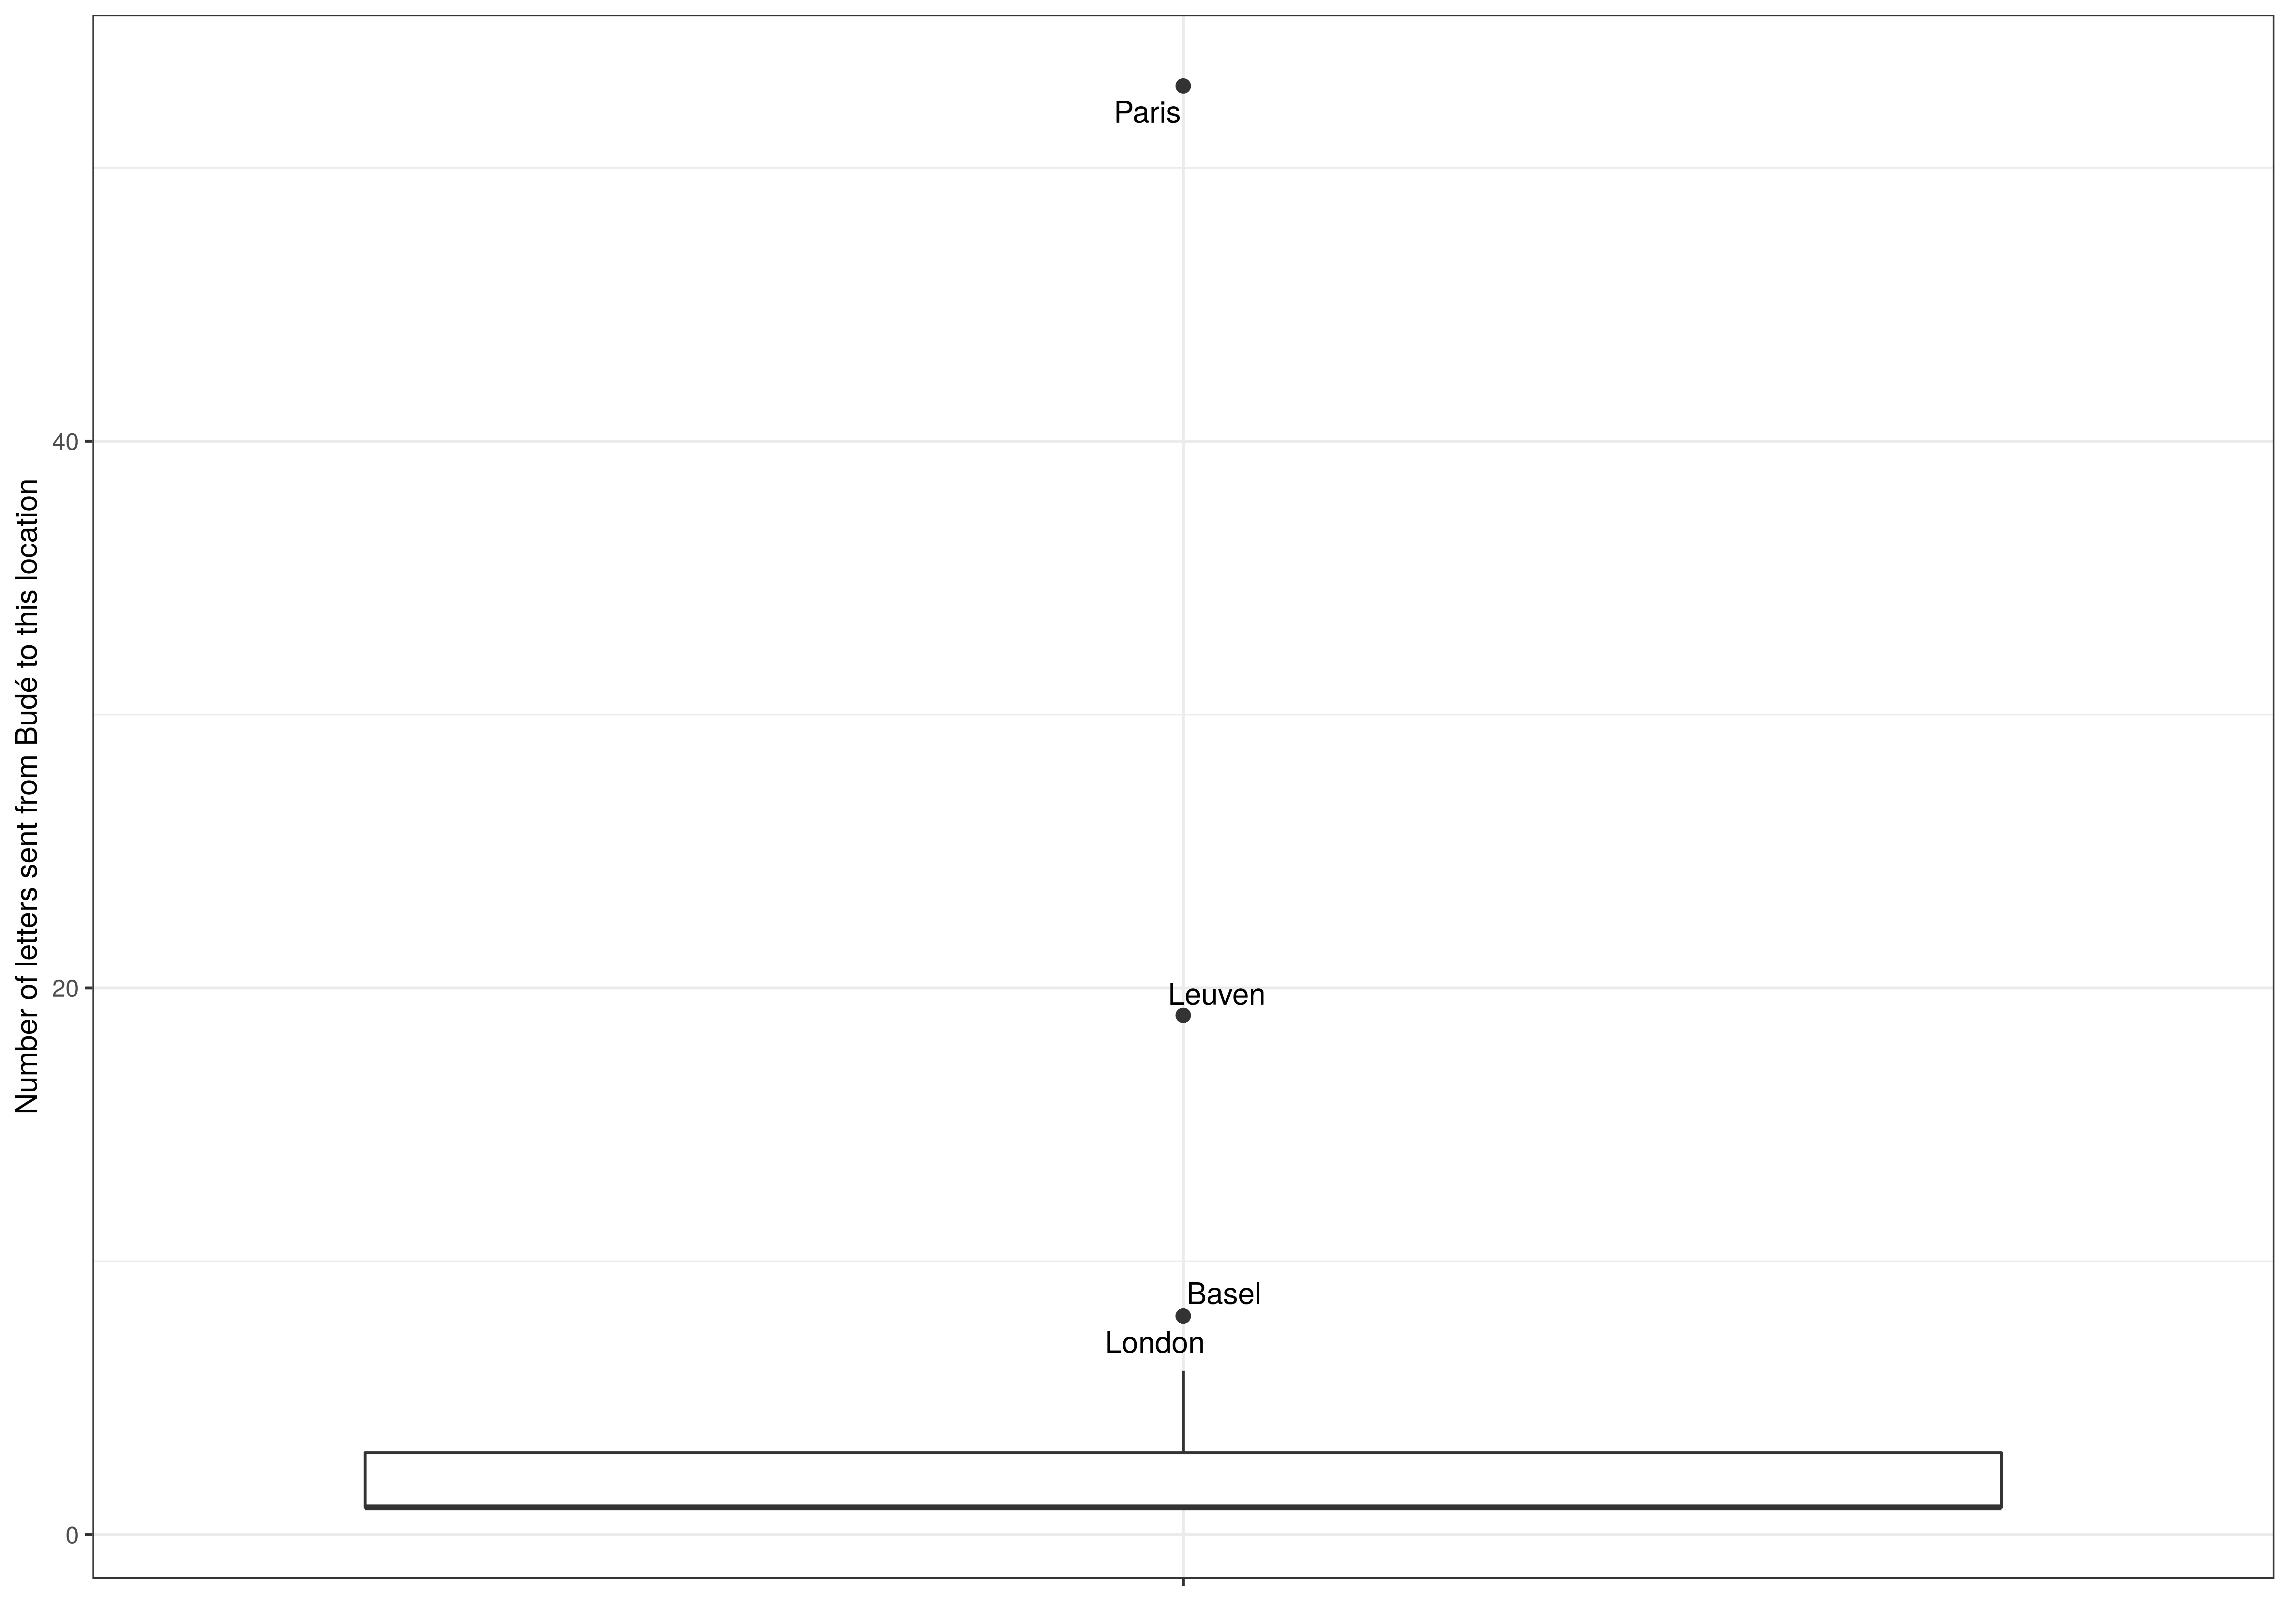 Number of letters sent from Budé to this location
40
20
0
Paris
Leuven
Basel
London